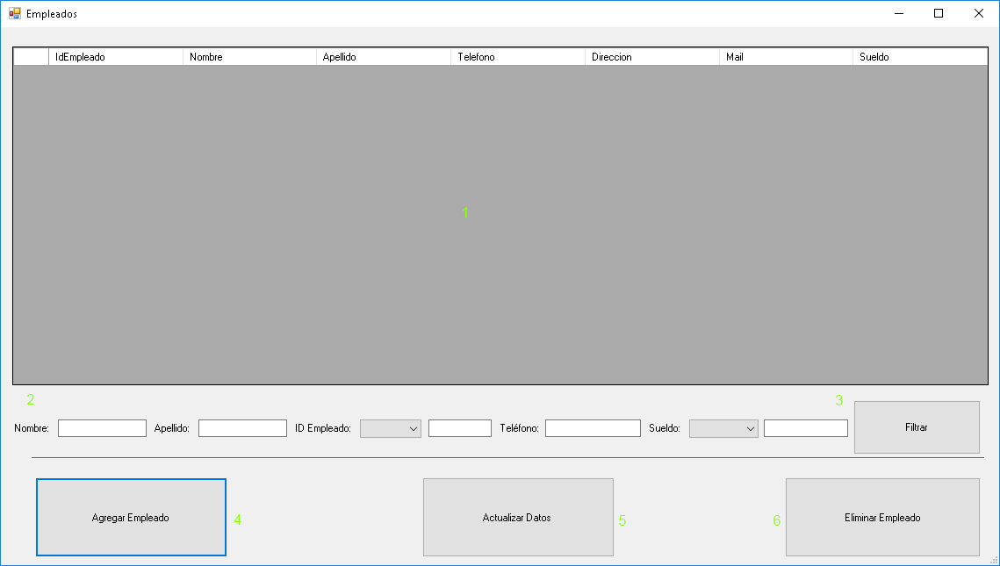 Empleados
IdEmpleado Nombre Apellido Telefono Direccion Mail Sueldo
1
2
3
Nombre: Apellido: ID Empleado: Teléfono: Sueldo: Filtrar
Agregar Empleado 4 Actualizar Datos 5 6 Eliminar Empleado